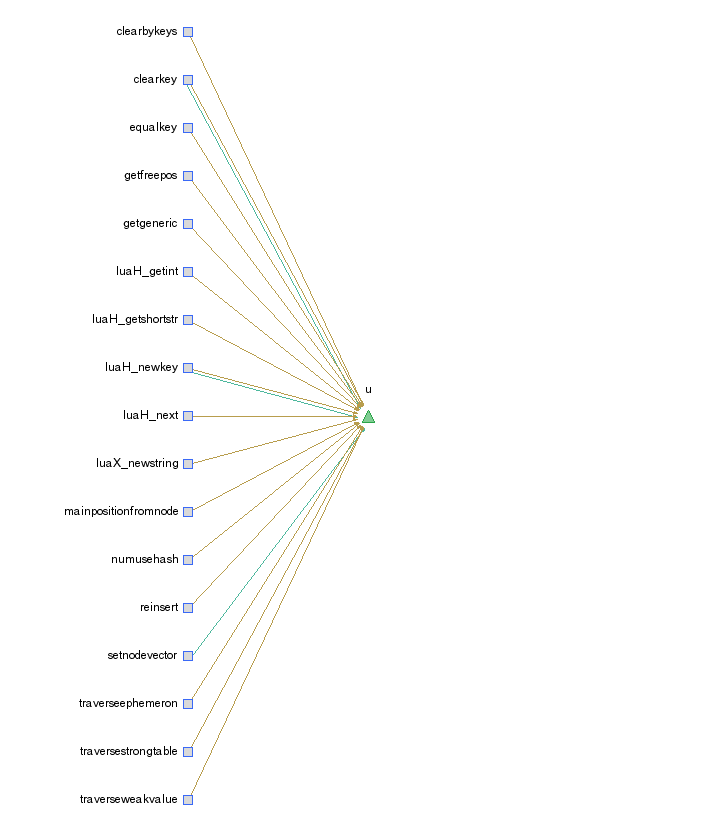 clearbykeys
clearkey
equalkey
getfreepos
getgeneric
luaH_getint
luaH_getshortstr
luaH_newkey
u
luaH_next
luaX_newstring
mainpositionfromnode
numusehash
reinsert
setnodevector
traverseephemeron
traversestrongtable
traverseweakvalue